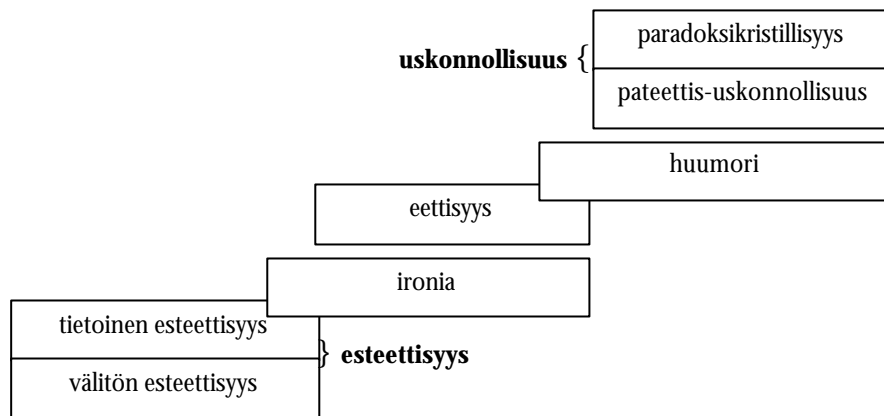 paradoksikristillisyys
uskonnollisuus {
pateettis-uskonnollisuus
huumori
eettisyys
ironia
tietoinen esteettisyys
} esteettisyys
välitön esteettisyys